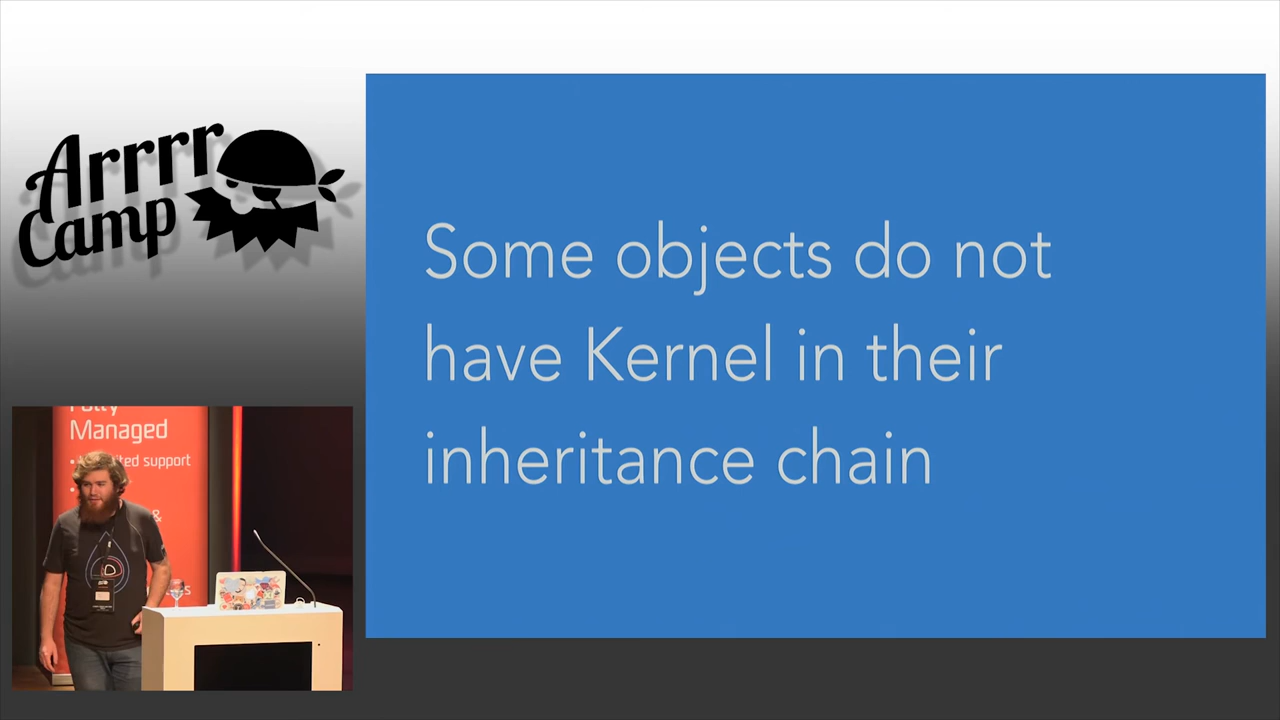 Arrrr
Camp
Some objects do not
have Kernel in their
inheritance chain
Managed
support
&